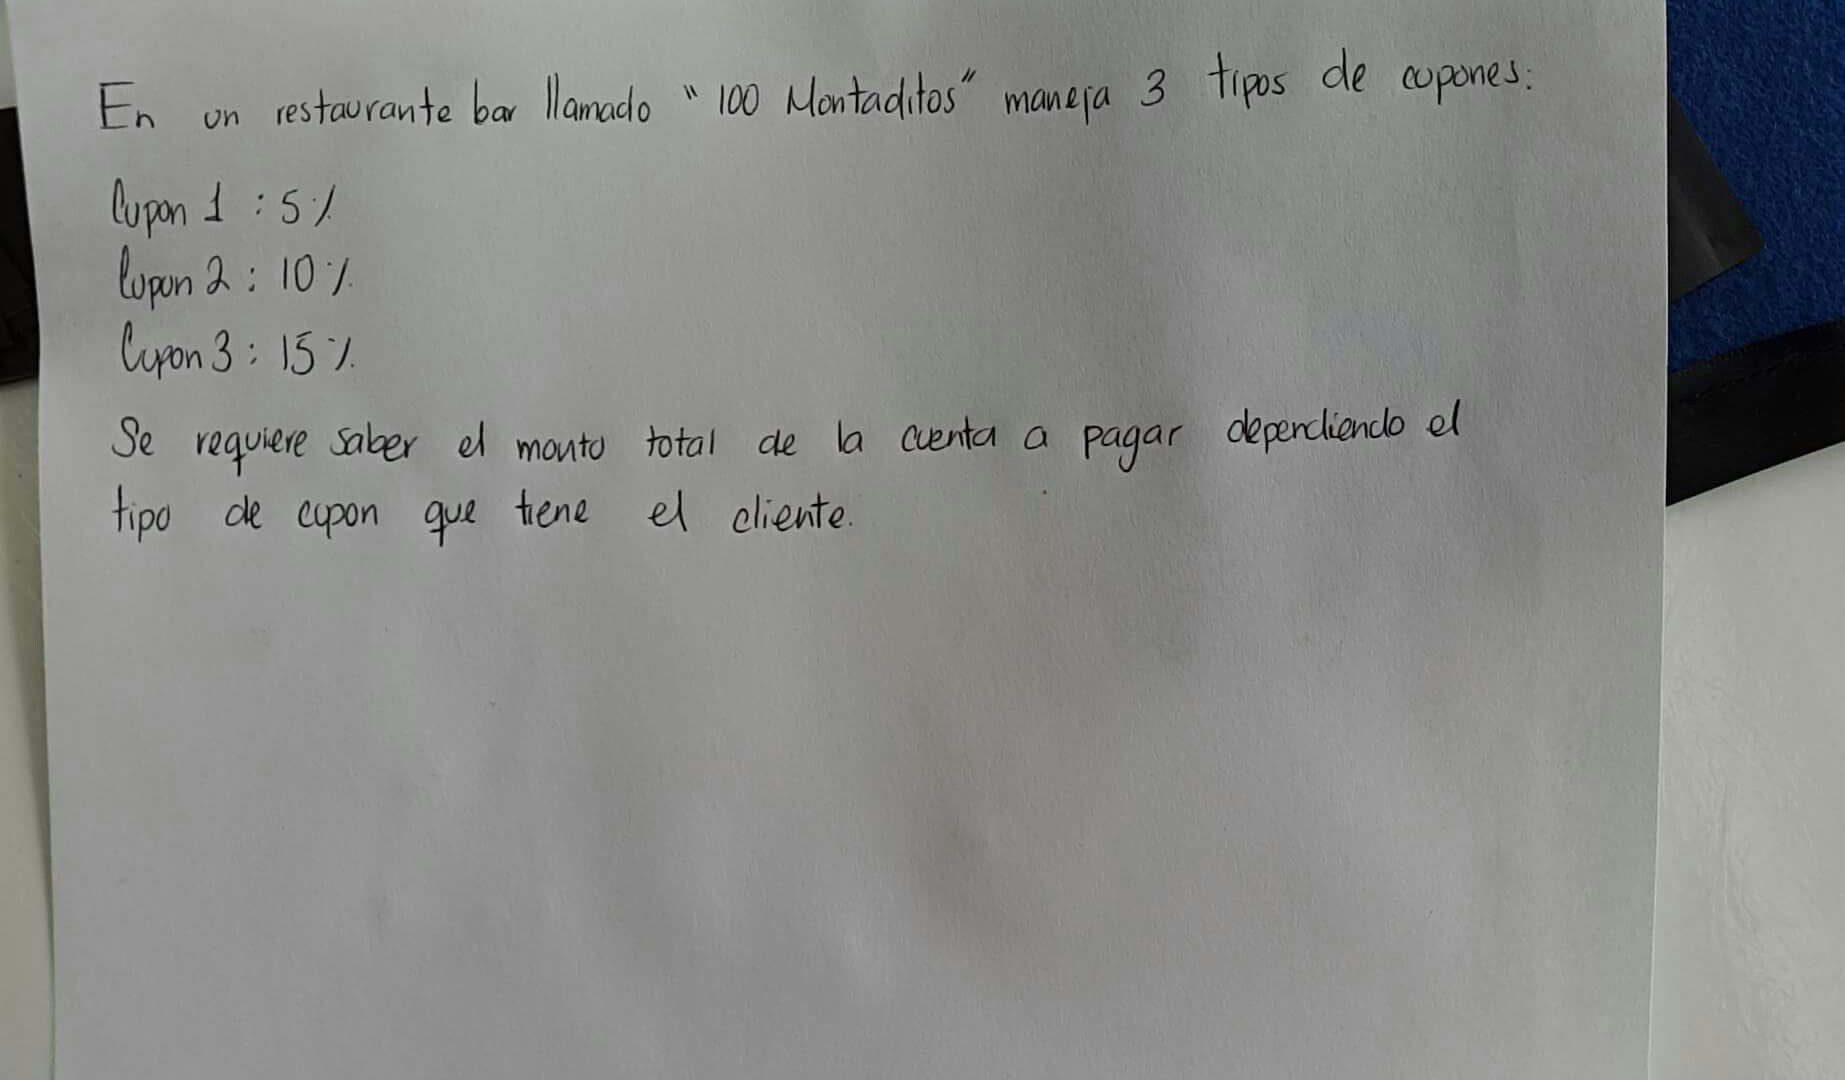 En un restaurante bar llamado "100 Montaditos" maneja 3 tipos de cupones:
Cupon 1 : 5%
Cupon 2 : 10%
Cupon 3 : 15%
Se requiere saber el monto total de la cuenta a pagar dependiendo el
tipo de cupon que tiene el cliente.